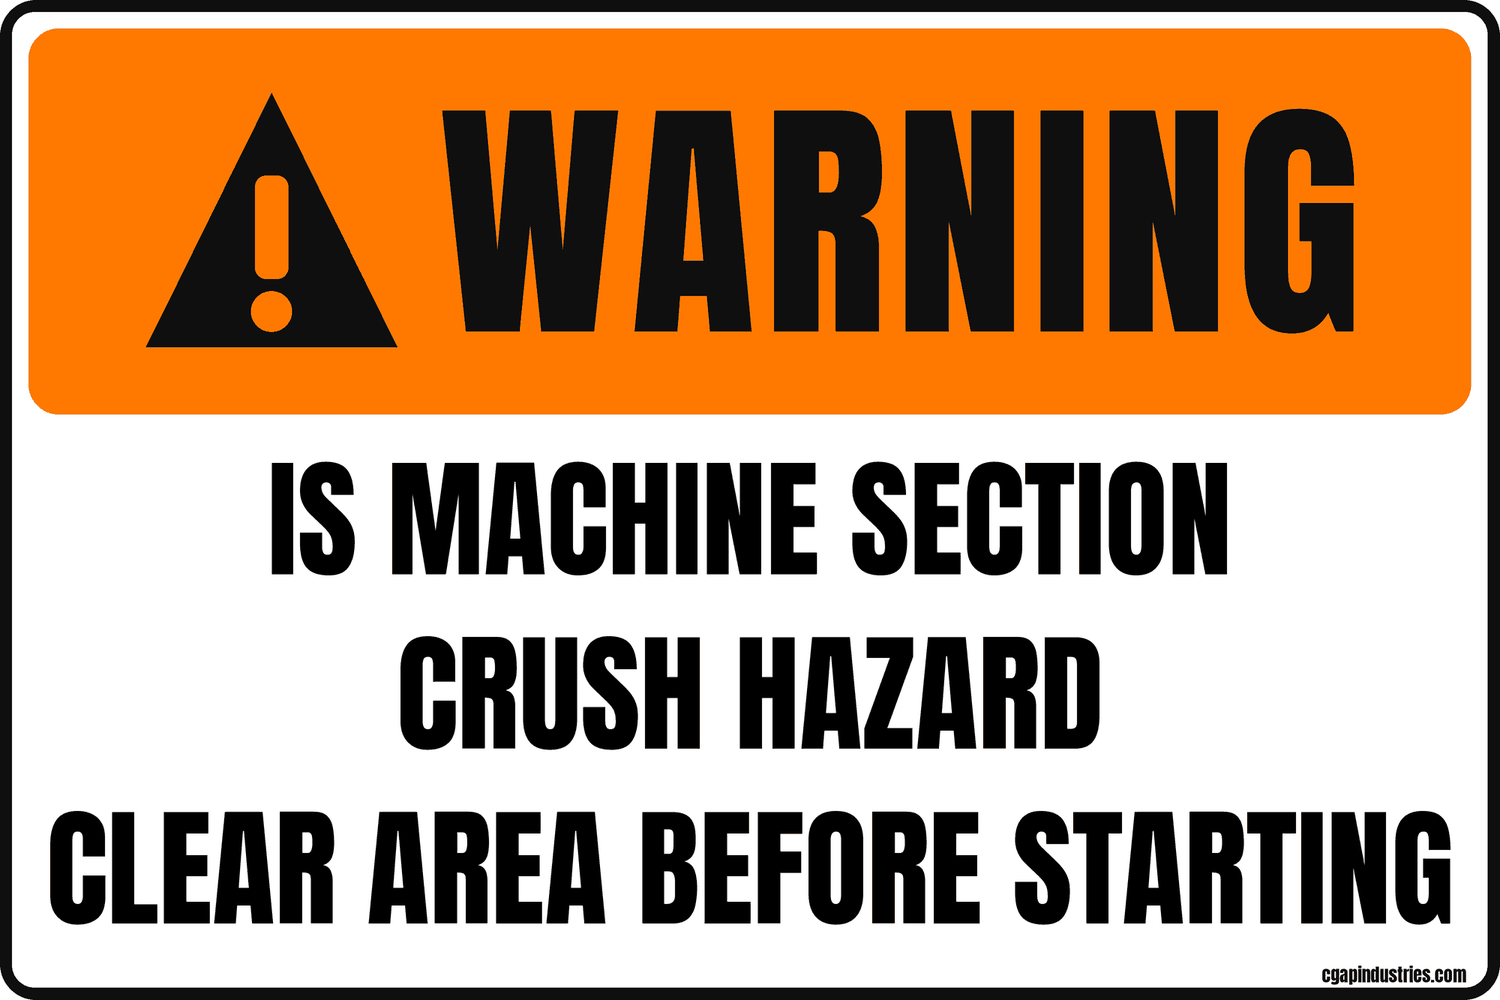 WARNING
IS MACHINE SECTION
CRUSH HAZARD
CLEAR AREA BEFORE STARTING
cgapindustries.com